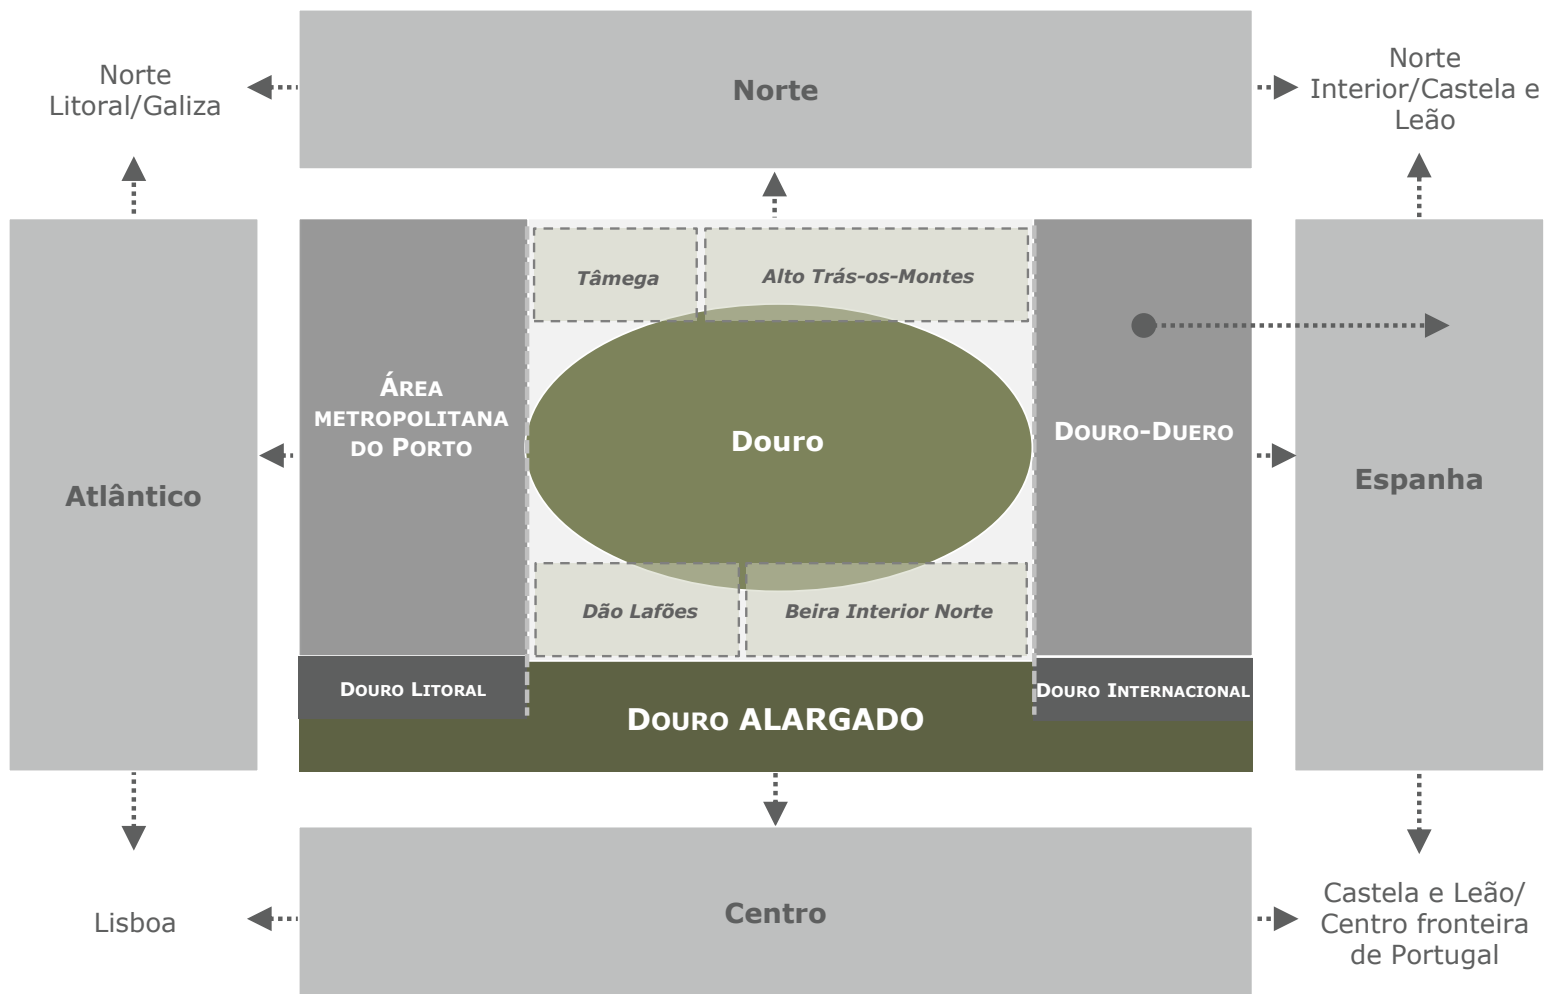 Norte
Litoral/Galiza
Norte
Norte
Interior/Castela e
Leão
Tâmega
Alto Trás-os-Montes
ÁREA
METROPOLITANA
DO PORTO
Douro
DOURO-DUERO
Atlântico
Espanha
Dão Lafões
Beira Interior Norte
DOURO LITORAL
DOURO INTERNACIONAL
DOURO ALARGADO
Lisboa
Centro
Castela e Leão/
Centro fronteira
de Portugal